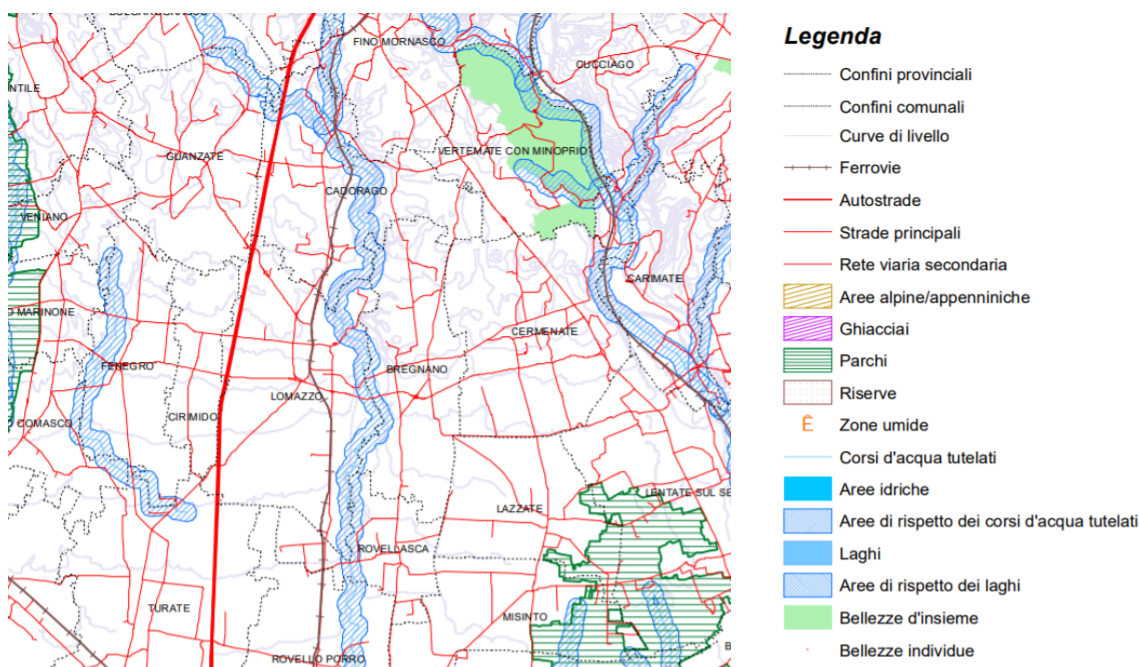 FINO MORNASCO
CUCCIAGO
NTILE
GUANZATE
VERTEMATE CON MINOPRIO
CADORAGO
VENIANO
CARIMATE
O MARINONE
CERMENATE
FENEGRO'
BREGNANO
LOMAZZO
CIRIMIDO
COMASCO
LENTATE SUL SE
LAZZATE
ROVELLASCA
TURATE
MISINTO
B
ROVELLO PORRO
Legenda
Confini provinciali
Confini comunali
Curve di livello
Ferrovie
Autostrade
Strade principali
Rete viaria secondaria
Aree alpine/appenniniche
Ghiacciai
Parchi
Riserve
Ê Zone umide
Corsi d'acqua tutelati
Aree idriche
Aree di rispetto dei corsi d'acqua tutelati
Laghi
Aree di rispetto dei laghi
Bellezze d'insieme
Bellezze individue